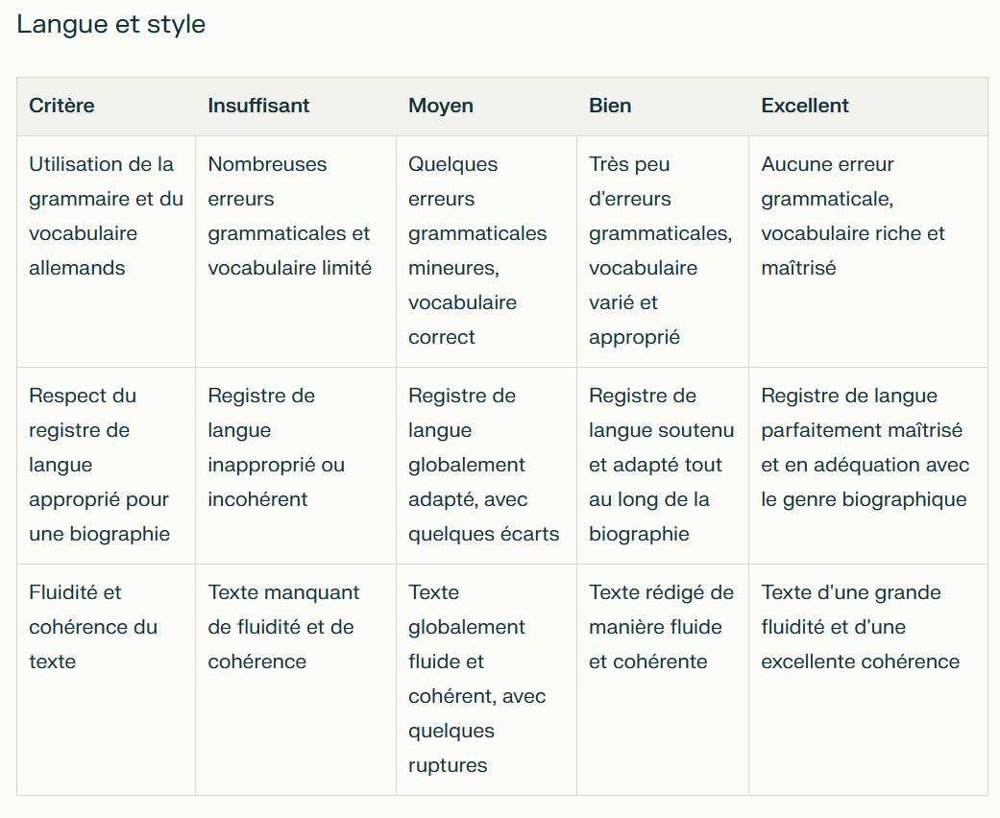 Langue et style
Critère
Insuffisant
Moyen
Bien
Excellent
Utilisation de la
grammaire et du
vocabulaire
allemands
Nombreuses
erreurs
grammaticales et
vocabulaire limité
Quelques
erreurs
grammaticales
mineures,
vocabulaire
correct
Très peu
d'erreurs
grammaticales,
vocabulaire
varié et
approprié
Aucune erreur
grammaticale,
vocabulaire riche et
maîtrisé
Respect du
registre de
langue
approprié pour
une biographie
Registre de
langue
inapproprié ou
incohérent
Registre de
langue
globalement
adapté, avec
quelques écarts
Registre de
langue soutenu
et adapté tout
au long de la
biographie
Registre de langue
parfaitement maîtrisé
et en adéquation avec
le genre biographique
Fluidité et
cohérence du
texte
Texte manquant
de fluidité et de
cohérence
Texte
globalement
fluide et
cohérent, avec
quelques
ruptures
Texte rédigé de
manière fluide
et cohérente
Texte d'une grande
fluidité et d'une
excellente cohérence